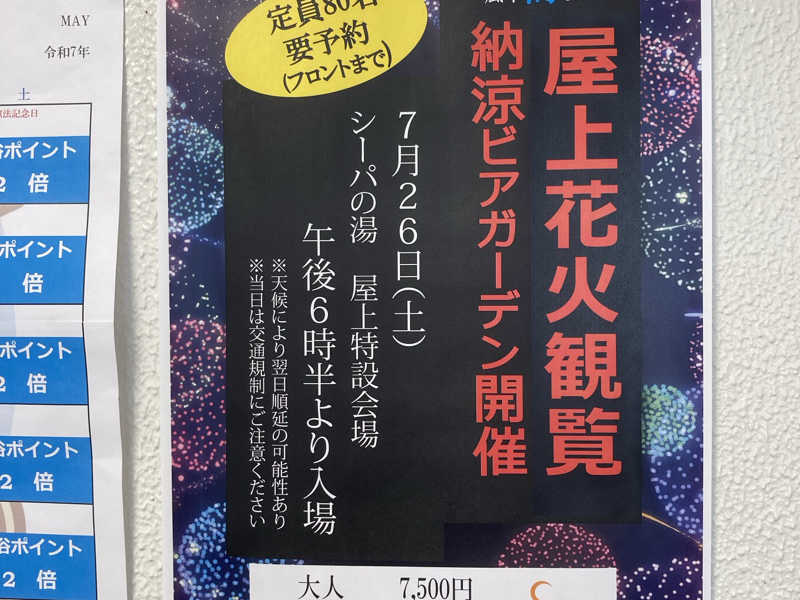 MAY
令和7年
土
憲法記念日
ポイント
2 倍
ポイント
倍
ポイント
2 倍
ポイント
2 倍
ポイント
2 倍
定員80名
要予約
(フロントまで)
屋上花火観覧
納涼ビアガーデン開催
7月26日(土)
シーパの湯 屋上特設会場
午後6時半より入場
※天候により翌日順延の可能性あり
※当日は交通規制にご注意ください
大人 7,500円